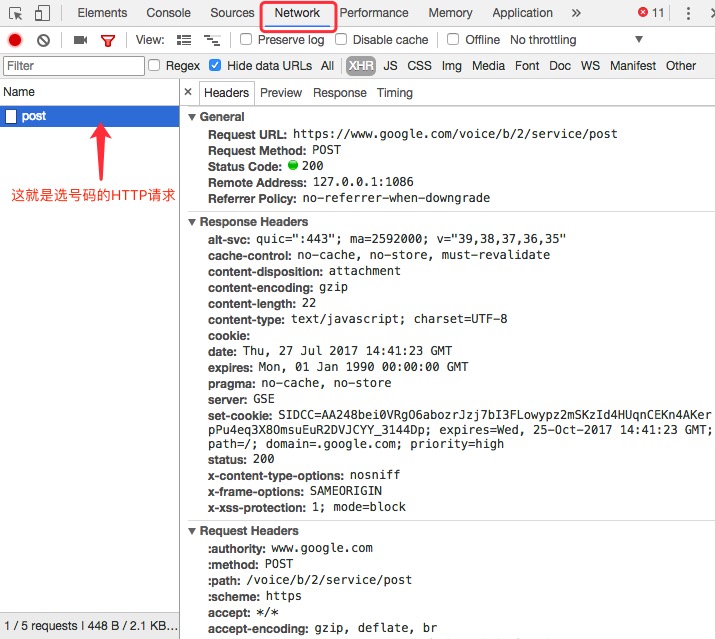 Elements Console Sources Network Performance Memory Application » 11
View: Preserve log Disable cache Offline No throttling
Filter Regex Hide data URLs All XHR JS CSS Img Media Font Doc WS Manifest Other
Name
× Headers Preview Response Timing
post
这就是选号码的HTTP请求
General
Request URL: https://www.google.com/voice/b/2/service/post
Request Method: POST
Status Code: 200
Remote Address: 127.0.0.1:1086
Referrer Policy: no-referrer-when-downgrade
Response Headers
alt-svc: quic=":443"; ma=2592000; v="39,38,37,36,35"
cache-control: no-cache, no-store, must-revalidate
content-disposition: attachment
content-encoding: gzip
content-length: 22
content-type: text/javascript; charset=UTF-8
cookie:
date: Thu, 27 Jul 2017 14:41:23 GMT
expires: Mon, 01 Jan 1990 00:00:00 GMT
pragma: no-cache, no-store
server: GSE
set-cookie: SIDCC=AA248bei0VRgO6abozrJzj7bI3FLowypz2mSKzId4HUqnCEKn4AKer
pPu4eq3X8OmsuEuR2DVJCYY_3144Dp; expires=Wed, 25-Oct-2017 14:41:23 GMT;
path=/; domain=.google.com; priority=high
status: 200
x-content-type-options: nosniff
x-frame-options: SAMEORIGIN
x-xss-protection: 1; mode=block
Request Headers
:authority: www.google.com
:method: POST
:path: /voice/b/2/service/post
:scheme: https
accept: */*
accept-encoding: gzip, deflate, br
1 / 5 requests | 448 B / 2.1 KB...